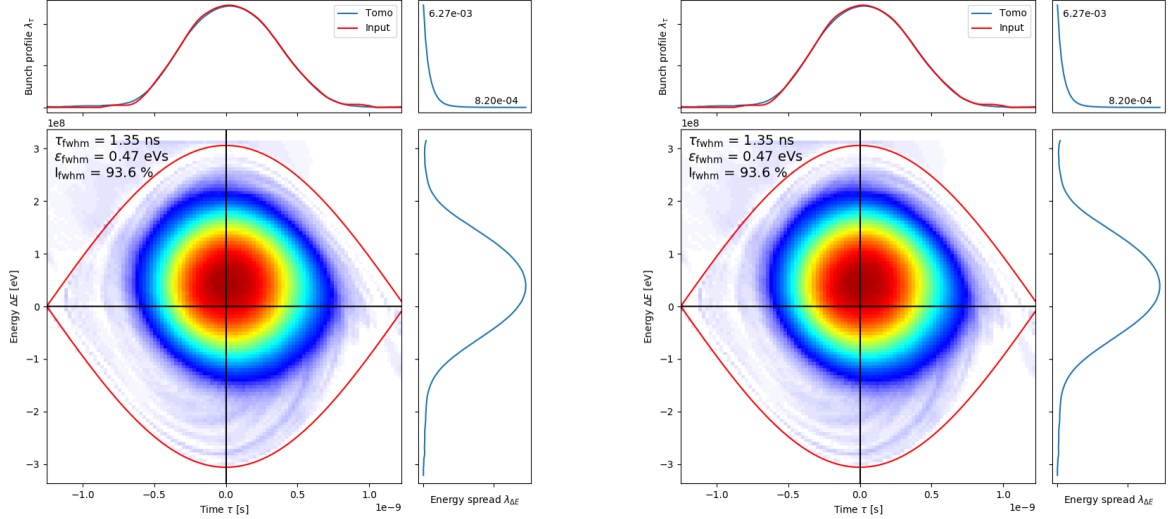 Bunch profile λτ
Tomo
Input
6.27e-03
8.20e-04
1e8
τfwhm = 1.35 ns
εfwhm = 0.47 eVs
Ifwhm = 93.6 %
Energy ΔE [eV]
3
2
1
0
−1
−2
−3
−1.0 −0.5 0.0 0.5 1.0
Time τ [s]
1e−9
Energy spread λΔE
Bunch profile λτ
Tomo
Input
6.27e-03
8.20e-04
1e8
τfwhm = 1.35 ns
εfwhm = 0.47 eVs
Ifwhm = 93.6 %
Energy ΔE [eV]
3
2
1
0
−1
−2
−3
−1.0 −0.5 0.0 0.5 1.0
Time τ [s]
1e−9
Energy spread λΔE